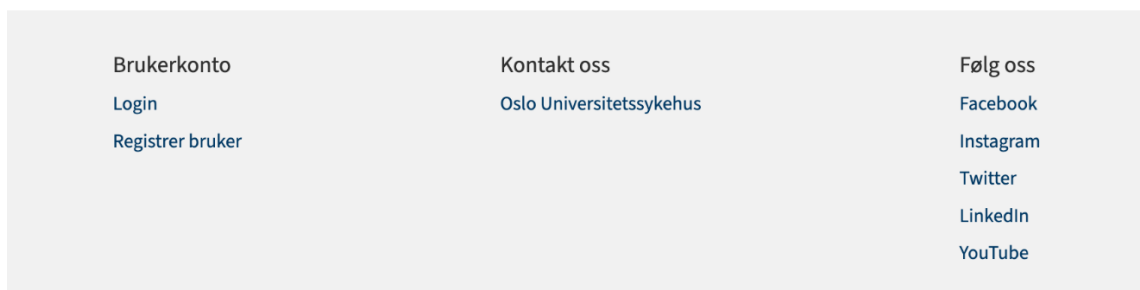 Brukerkonto
Login
Registrer bruker
Kontakt oss
Oslo Universitetssykehus
Følg oss
Facebook
Instagram
Twitter
LinkedIn
YouTube